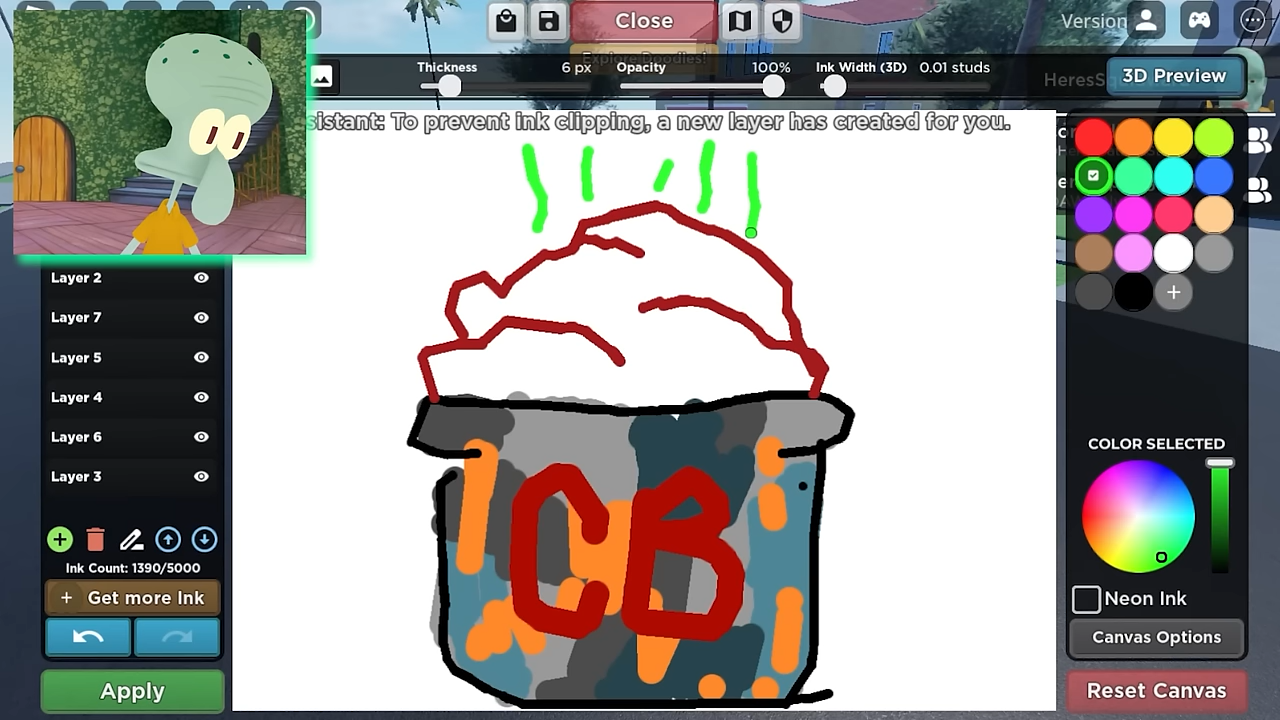 Close
Version
Explore Doodles!
Thickness
6 px
Opacity
100%
Ink Width (3D)
0.01 studs
3D Preview
sistant: To prevent ink clipping, a new layer has created for you.
Layer 2
Layer 7
Layer 5
Layer 4
Layer 6
Layer 3
Ink Count: 1390/5000
+ Get more Ink
Apply
CB
COLOR SELECTED
Neon Ink
Canvas Options
Reset Canvas